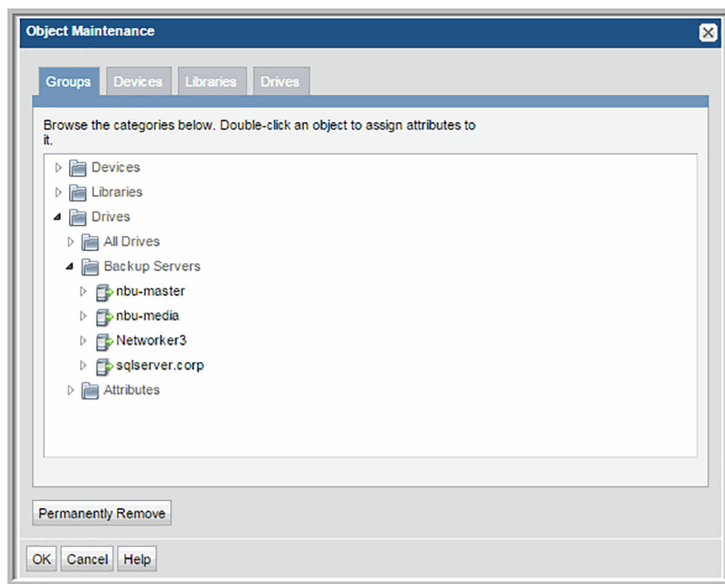 Object Maintenance
Groups
Devices
Libraries
Drives
Browse the categories below. Double-click an object to assign attributes to
it.
Devices
Libraries
Drives
All Drives
Backup Servers
nbu-master
nbu-media
Networker3
sqlserver.corp
Attributes
Permanently Remove
OK
Cancel
Help